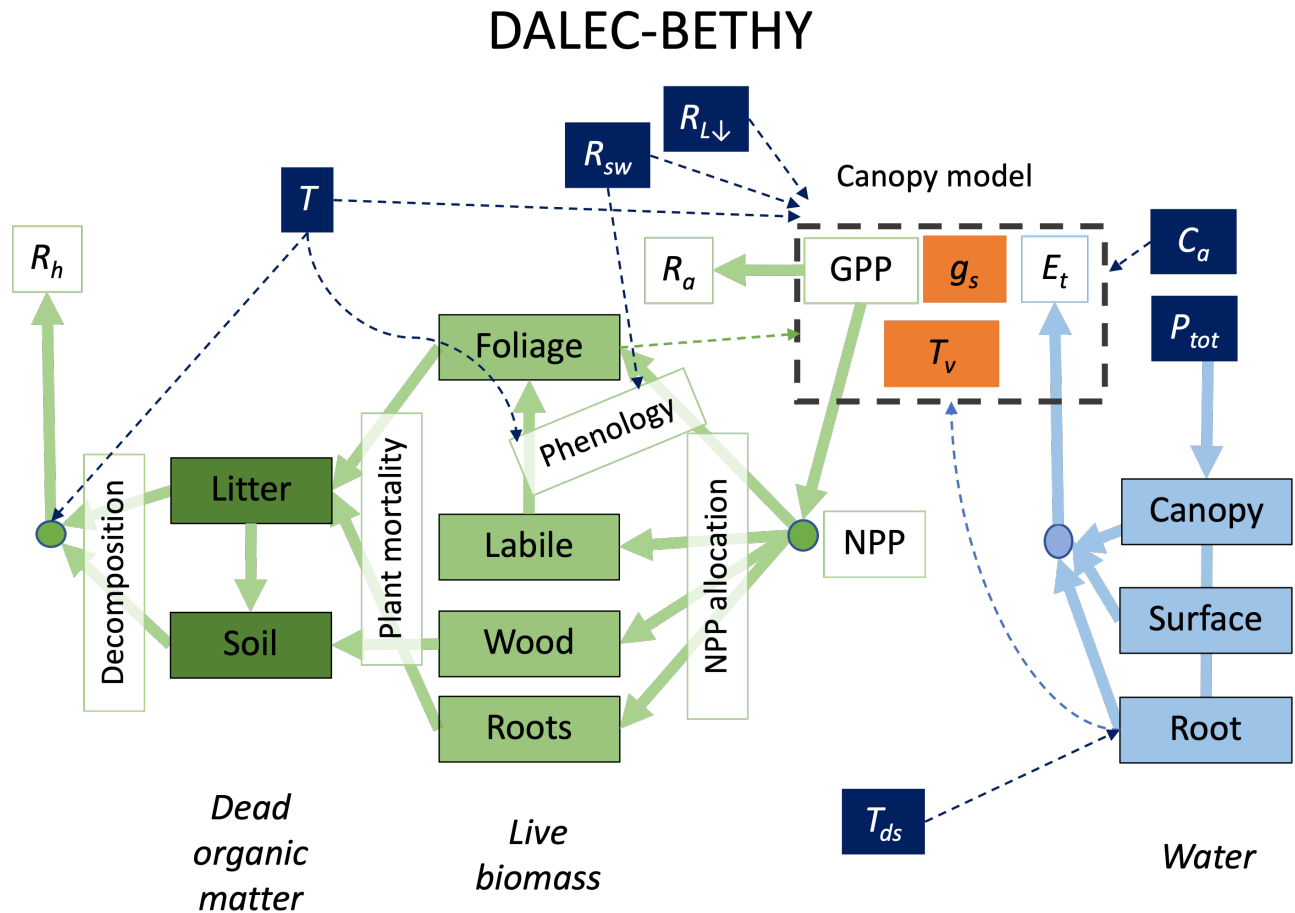 DALEC-BETHY
R_L↓
R_sw
T
Canopy model
R_h
R_a
GPP
g_s
E_t
C_a
P_tot
Foliage
T_v
Phenology
Litter
Decomposition
Plant mortality
Labile
NPP allocation
NPP
Canopy
Soil
Wood
Surface
Roots
Root
T_ds
Dead
organic
matter
Live
biomass
Water